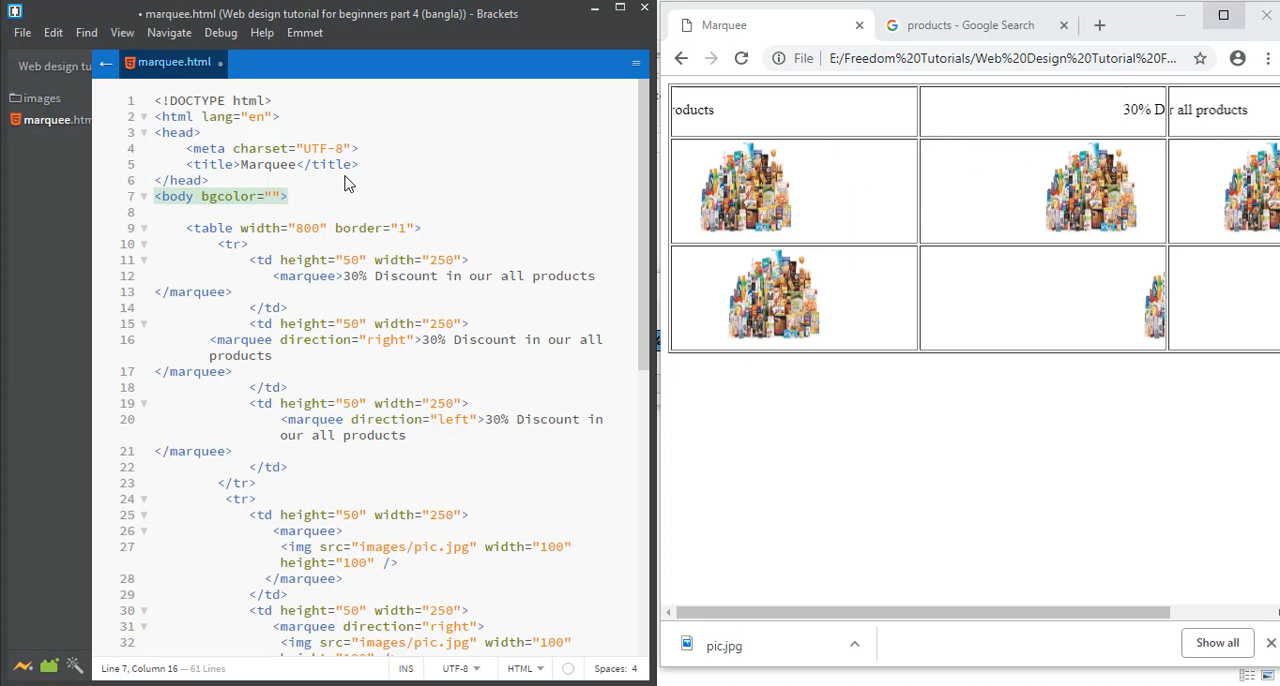 • marquee.html (Web design tutorial for beginners part 4 (bangla)) - Brackets
File Edit Find View Navigate Debug Help Emmet
Web design tu
images
marquee.htm
marquee.html •
1 <!DOCTYPE html>
2 <html lang="en">
3 <head>
4 <meta charset="UTF-8">
5 <title>Marquee</title>
6 </head>
7 <body bgcolor="">
8
9 <table width="800" border="1">
10 <tr>
11 <td height="50" width="250">
12 <marquee>30% Discount in our all products
13 </marquee>
14 </td>
15 <td height="50" width="250">
16 <marquee direction="right">30% Discount in our all
products
17 </marquee>
18 </td>
19 <td height="50" width="250">
20 <marquee direction="left">30% Discount in
our all products
21 </marquee>
22 </td>
23 </tr>
24 <tr>
25 <td height="50" width="250">
26 <marquee>
27 <img src="images/pic.jpg" width="100"
height="100" />
28 </marquee>
29 </td>
30 <td height="50" width="250">
31 <marquee direction="right">
32 <img src="images/pic.jpg" width="100"
Line 7, Column 16 — 61 Lines
INS UTF-8 HTML Spaces: 4
Marquee
products - Google Search
File E:/Freedom%20Tutorials/Web%20Design%20Tutorial%20F...
roducts 30% D r all products
pic.jpg
Show all